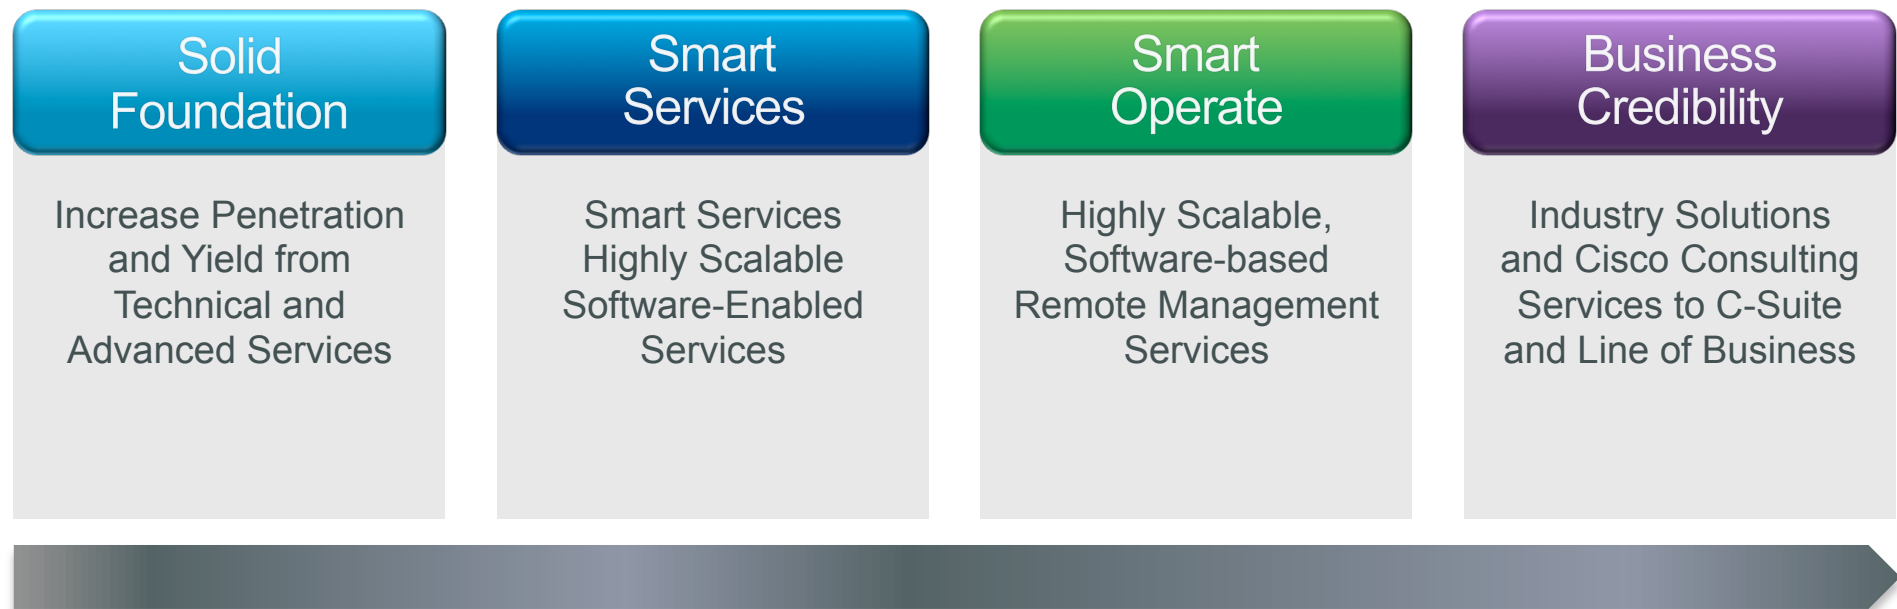 Solid
Foundation
Increase Penetration
and Yield from
Technical and
Advanced Services
Smart
Services
Smart Services
Highly Scalable
Software-Enabled
Services
Smart
Operate
Highly Scalable,
Software-based
Remote Management
Services
Business
Credibility
Industry Solutions
and Cisco Consulting
Services to C-Suite
and Line of Business